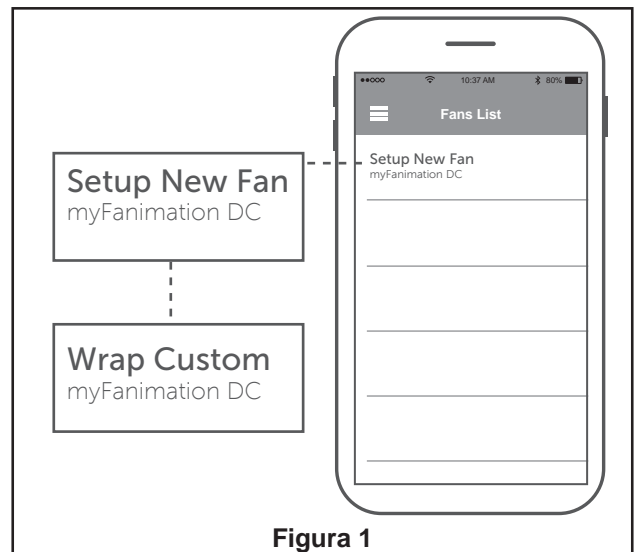 10:37 AM
80%
Fans List
Setup New Fan
myFanimation DC
Setup New Fan
myFanimation DC
Wrap Custom
myFanimation DC
Figura 1